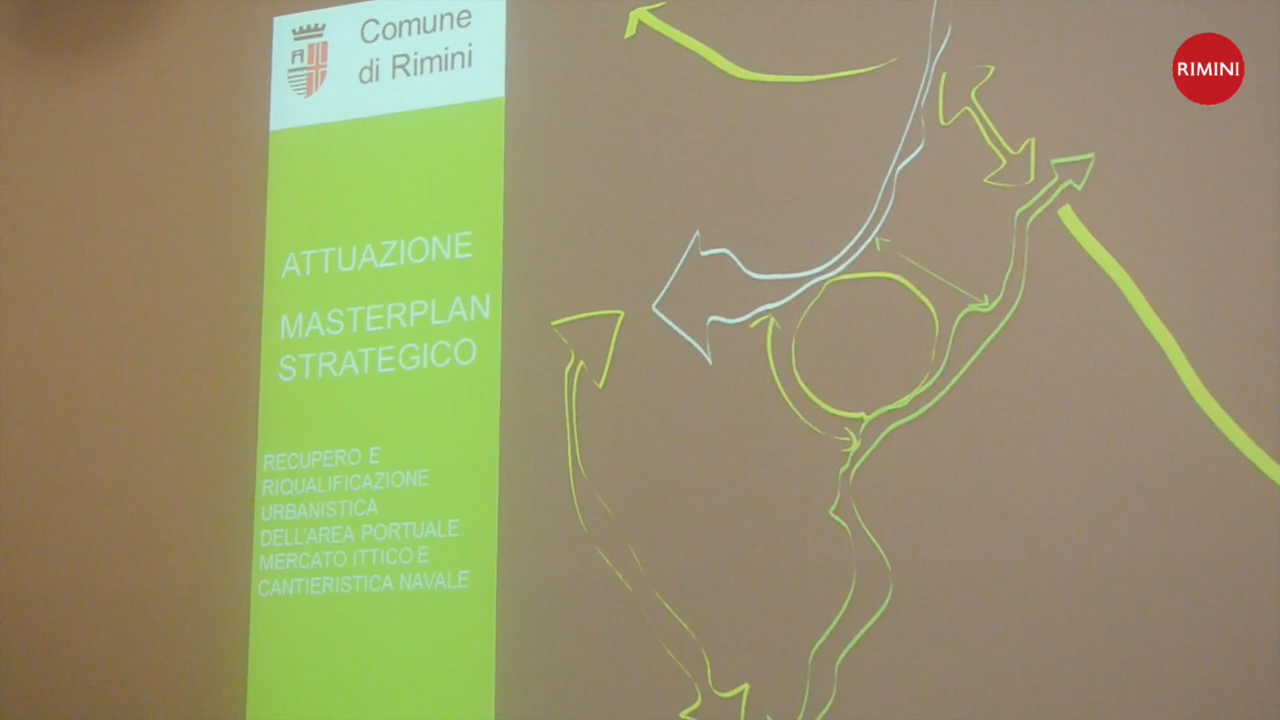 Comune
di Rimini
RIMINI
ATTUAZIONE
MASTERPLAN
STRATEGICO
RECUPERO E
RIQUALIFICAZIONE
URBANISTICA
DELL'AREA PORTUALE
MERCATO ITTICO E
CANTIERISTICA NAVALE